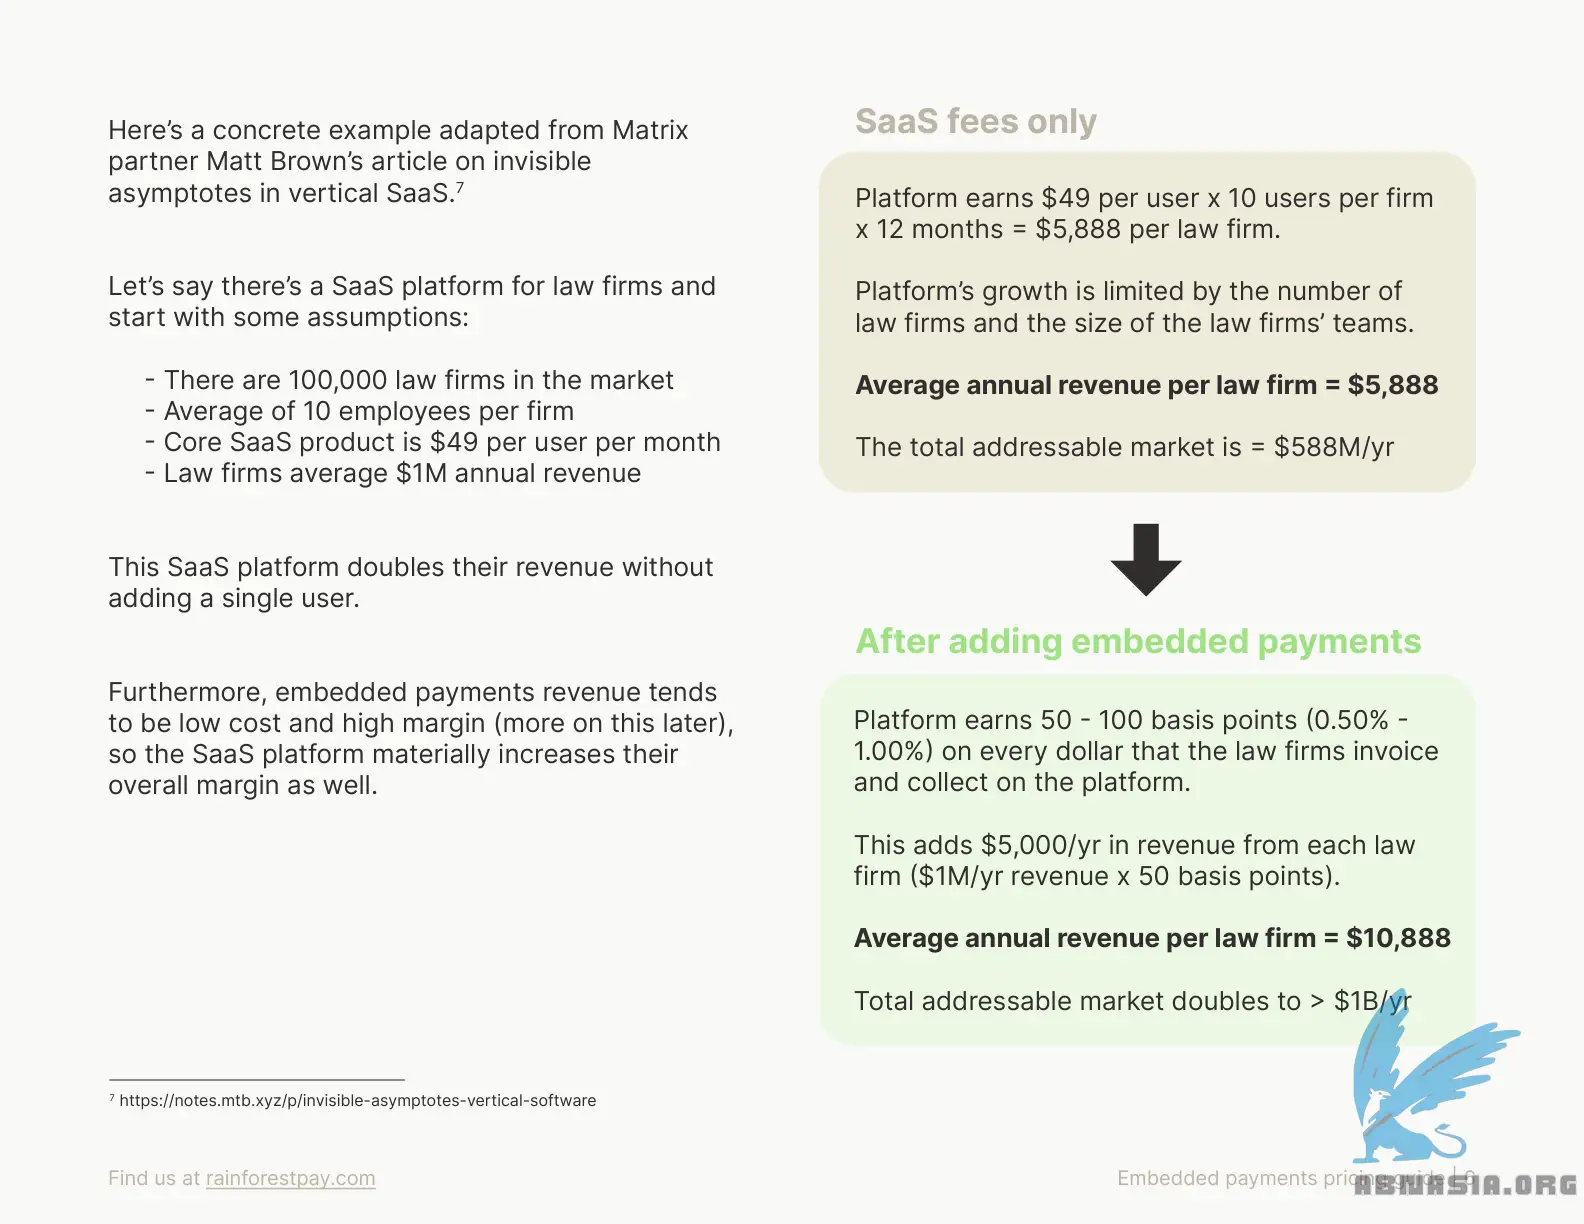 Here’s a concrete example adapted from Matrix
partner Matt Brown’s article on invisible
asymptotes in vertical SaaS.⁷
Let’s say there’s a SaaS platform for law firms and
start with some assumptions:
- There are 100,000 law firms in the market
- Average of 10 employees per firm
- Core SaaS product is $49 per user per month
- Law firms average $1M annual revenue
This SaaS platform doubles their revenue without
adding a single user.
Furthermore, embedded payments revenue tends
to be low cost and high margin (more on this later),
so the SaaS platform materially increases their
overall margin as well.
SaaS fees only
Platform earns $49 per user x 10 users per firm
x 12 months = $5,888 per law firm.
Platform’s growth is limited by the number of
law firms and the size of the law firms’ teams.
Average annual revenue per law firm = $5,888
The total addressable market is = $588M/yr
After adding embedded payments
Platform earns 50 - 100 basis points (0.50% -
1.00%) on every dollar that the law firms invoice
and collect on the platform.
This adds $5,000/yr in revenue from each law
firm ($1M/yr revenue x 50 basis points).
Average annual revenue per law firm = $10,888
Total addressable market doubles to > $1B/yr
⁷ https://notes.mtb.xyz/p/invisible-asymptotes-vertical-software
Find us at rainforestpay.com
Embedded payments pricing guide | 6
ABWASIA.ORG